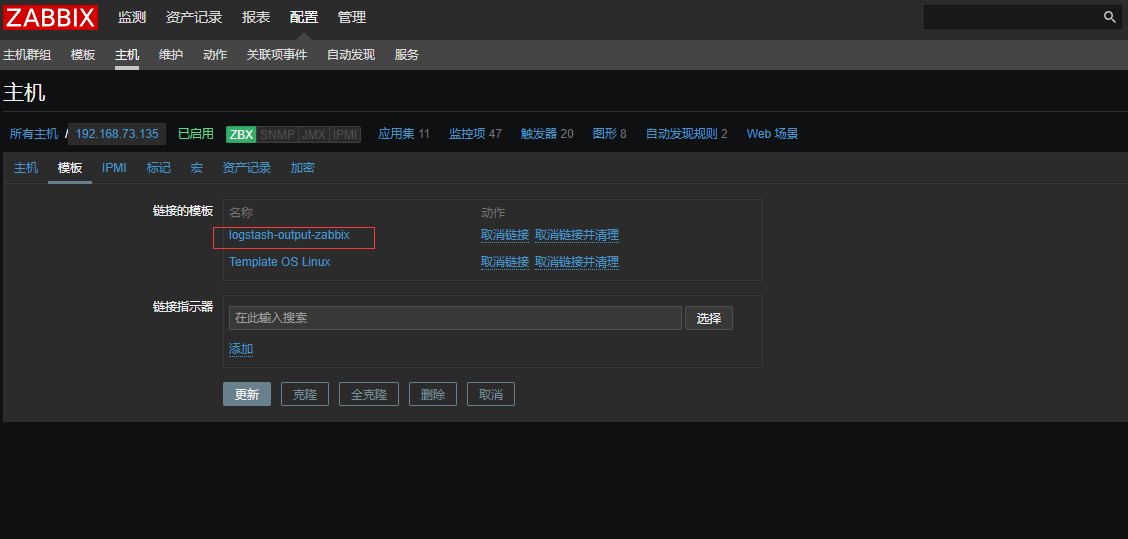 ZABBIX 监测 资产记录 报表 配置 管理
主机群组 模板 主机 维护 动作 关联项事件 自动发现 服务
主机
所有主机 / 192.168.73.135 已启用 ZBX SNMP JMX IPMI 应用集 11 监控项 47 触发器 20 图形 8 自动发现规则 2 Web 场景
主机 模板 IPMI 标记 宏 资产记录 加密
链接的模板 名称 动作
logstash-output-zabbix 取消链接 取消链接并清理
Template OS Linux 取消链接 取消链接并清理
链接指示器 在此输入搜索 选择
添加
更新 克隆 全克隆 删除 取消